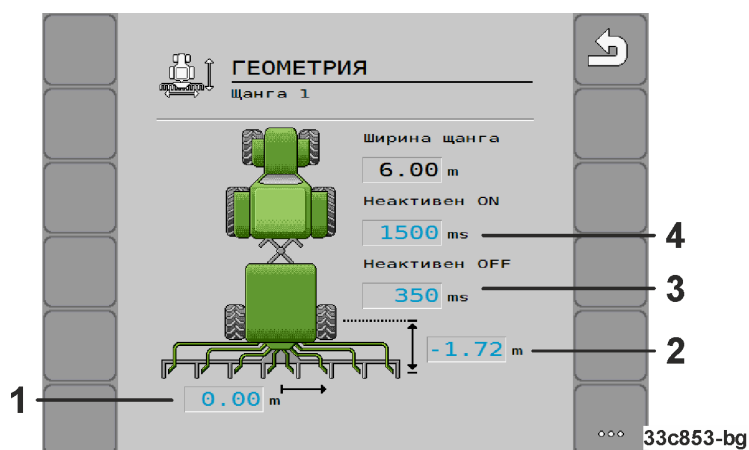 ГЕОМЕТРИЯ
Щанга 1
Ширина щанга
6.00 m
Неактивен ON
1500 ms
4
Неактивен OFF
350 ms
3
-1.72 m
2
1
0.00 m
33c853-bg